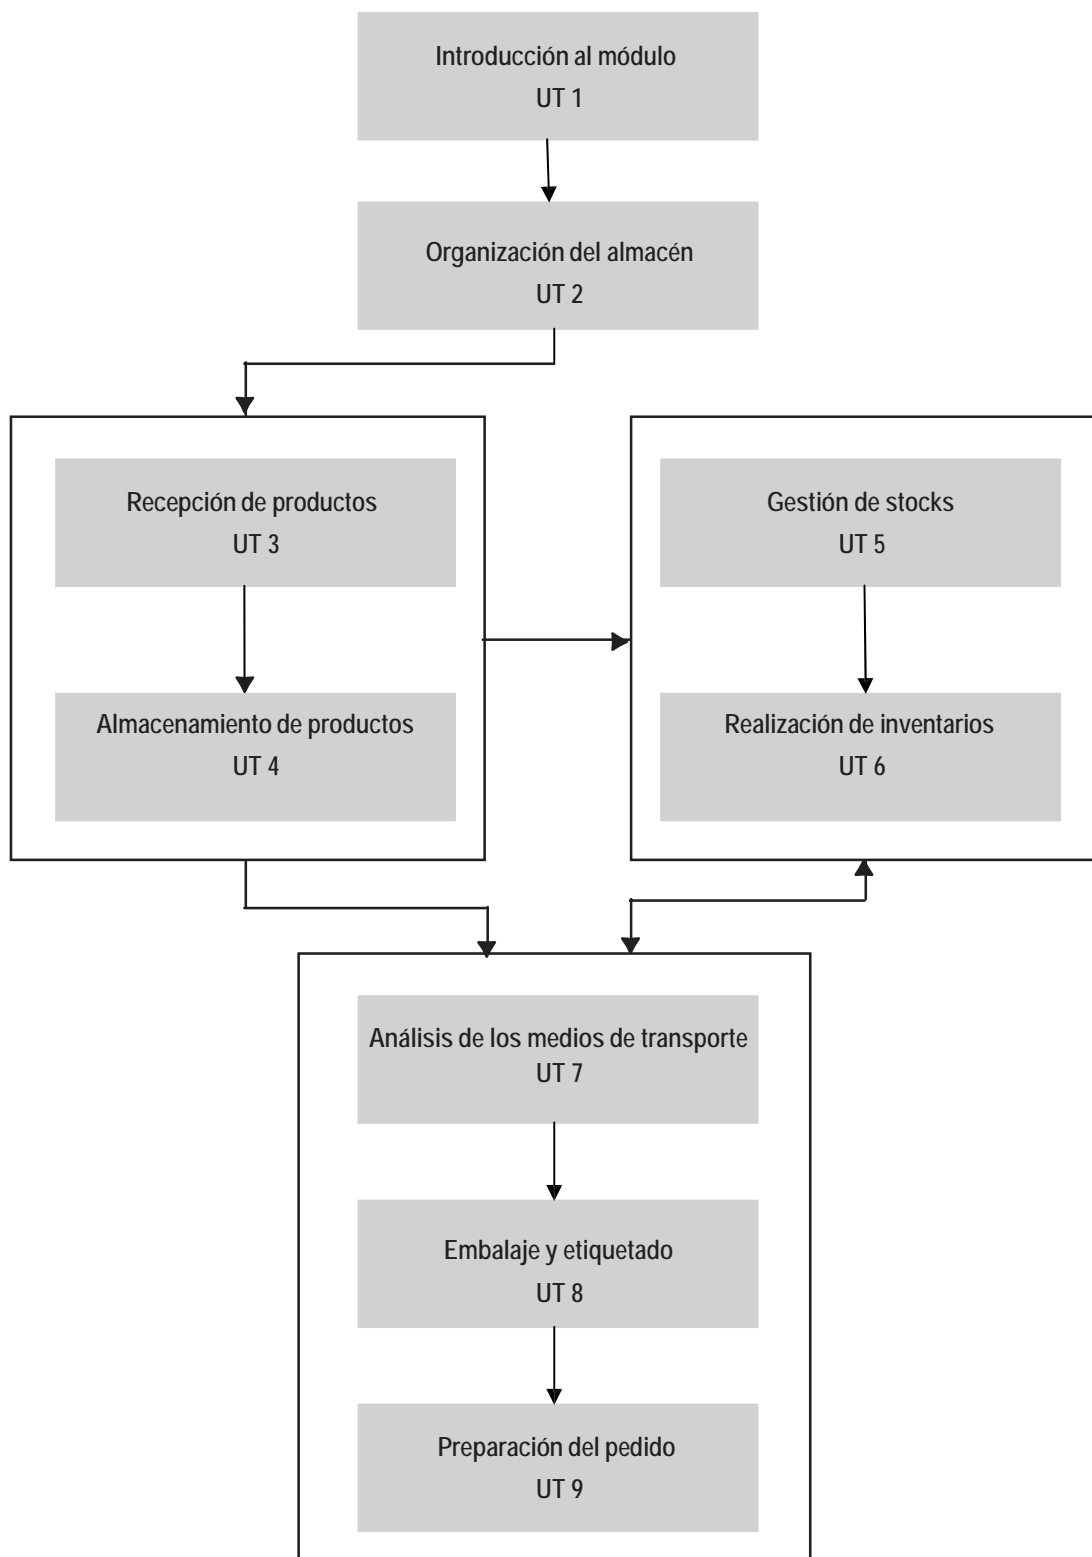 Introducción al módulo
UT 1
Organización del almacén
UT 2
Recepción de productos
UT 3
Almacenamiento de productos
UT 4
Gestión de stocks
UT 5
Realización de inventarios
UT 6
Análisis de los medios de transporte
UT 7
Embalaje y etiquetado
UT 8
Preparación del pedido
UT 9